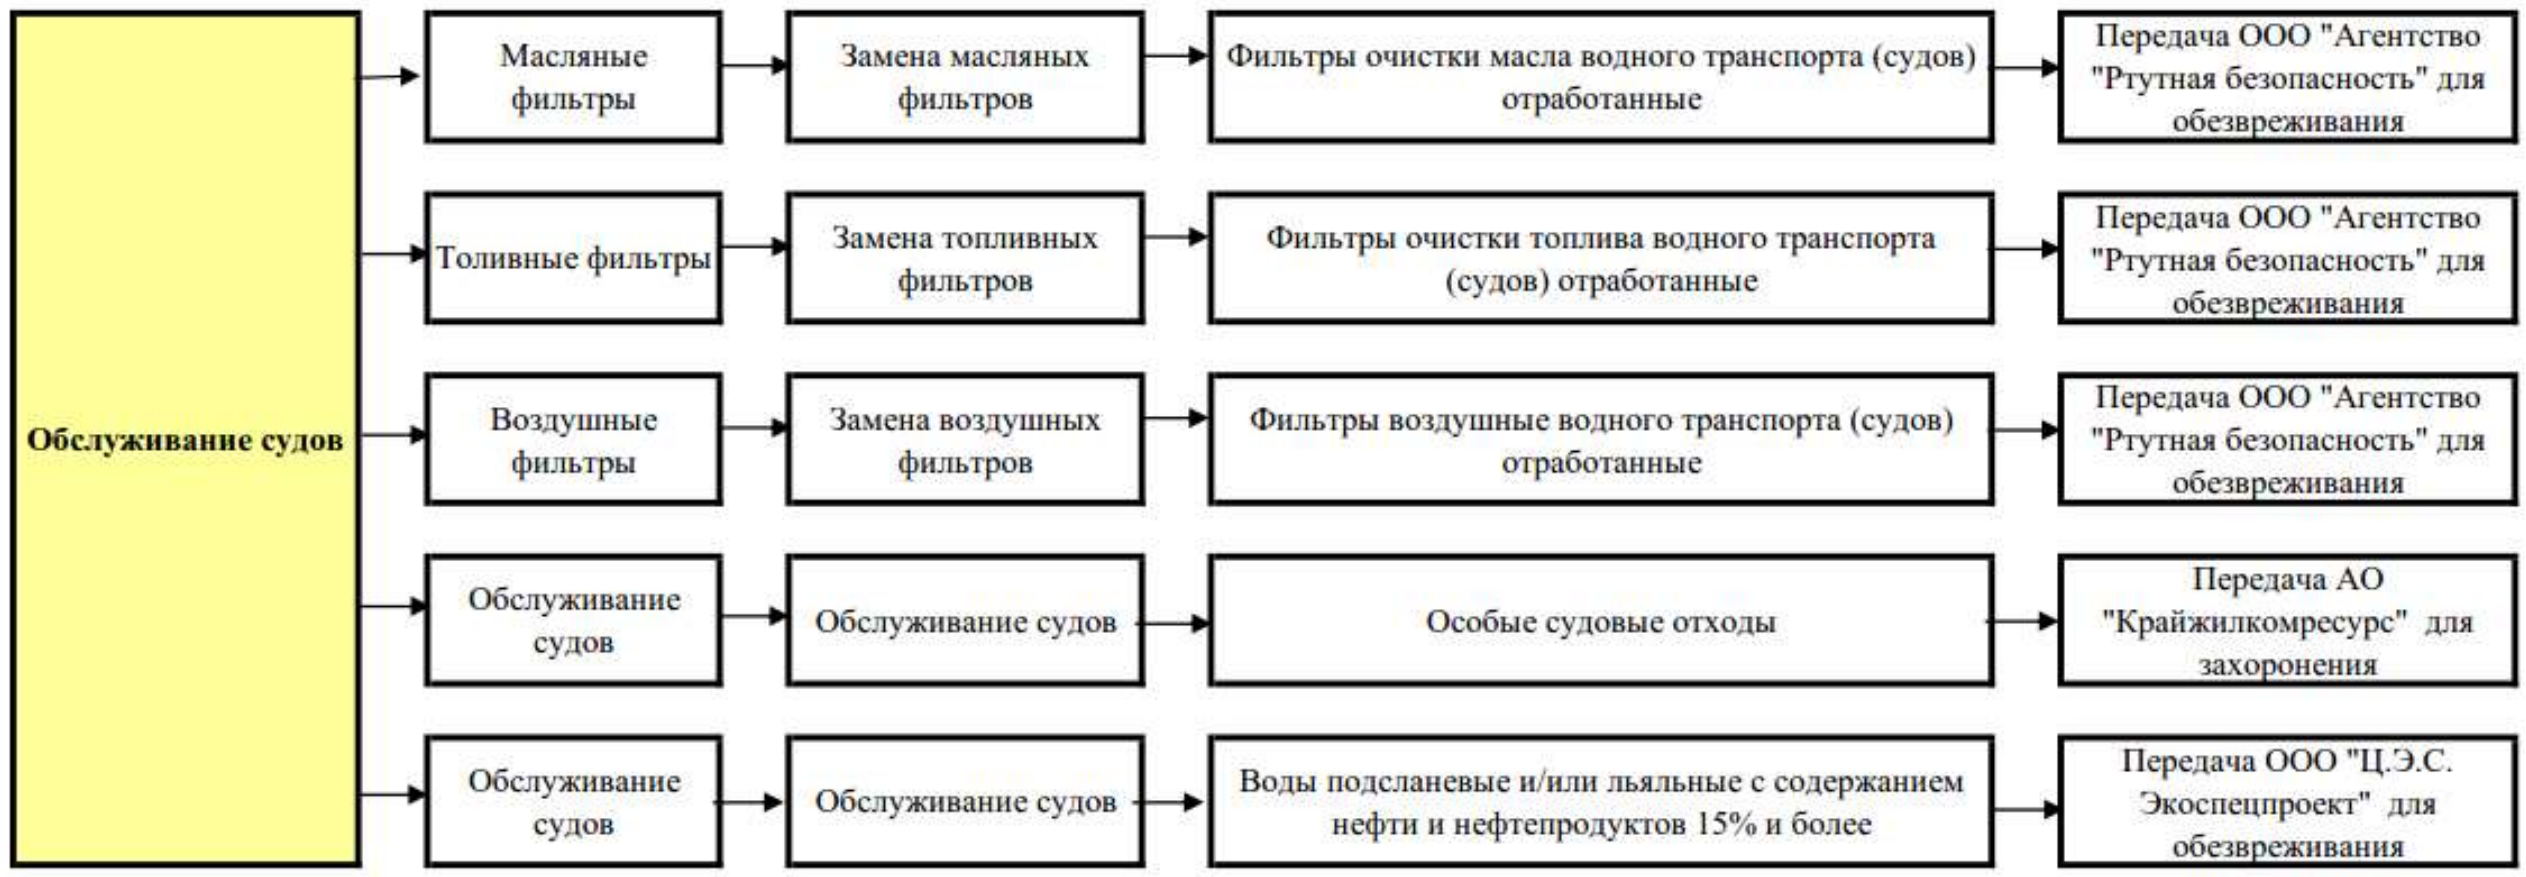 Обслуживание судов
Масляные
фильтры
Замена масляных
фильтров
Фильтры очистки масла водного транспорта (судов)
отработанные
Передача ООО "Агентство
"Ртутная безопасность" для
обезвреживания
Толивные фильтры
Замена топливных
фильтров
Фильтры очистки топлива водного транспорта
(судов) отработанные
Передача ООО "Агентство
"Ртутная безопасность" для
обезвреживания
Воздушные
фильтры
Замена воздушных
фильтров
Фильтры воздушные водного транспорта (судов)
отработанные
Передача ООО "Агентство
"Ртутная безопасность" для
обезвреживания
Обслуживание
судов
Обслуживание судов
Особые судовые отходы
Передача АО
"Крайжилкомресурс" для
захоронения
Обслуживание
судов
Обслуживание судов
Воды подсланевые и/или льяльные с содержанием
нефти и нефтепродуктов 15% и более
Передача ООО "Ц.Э.С.
Экоспецпроект" для
обезвреживания